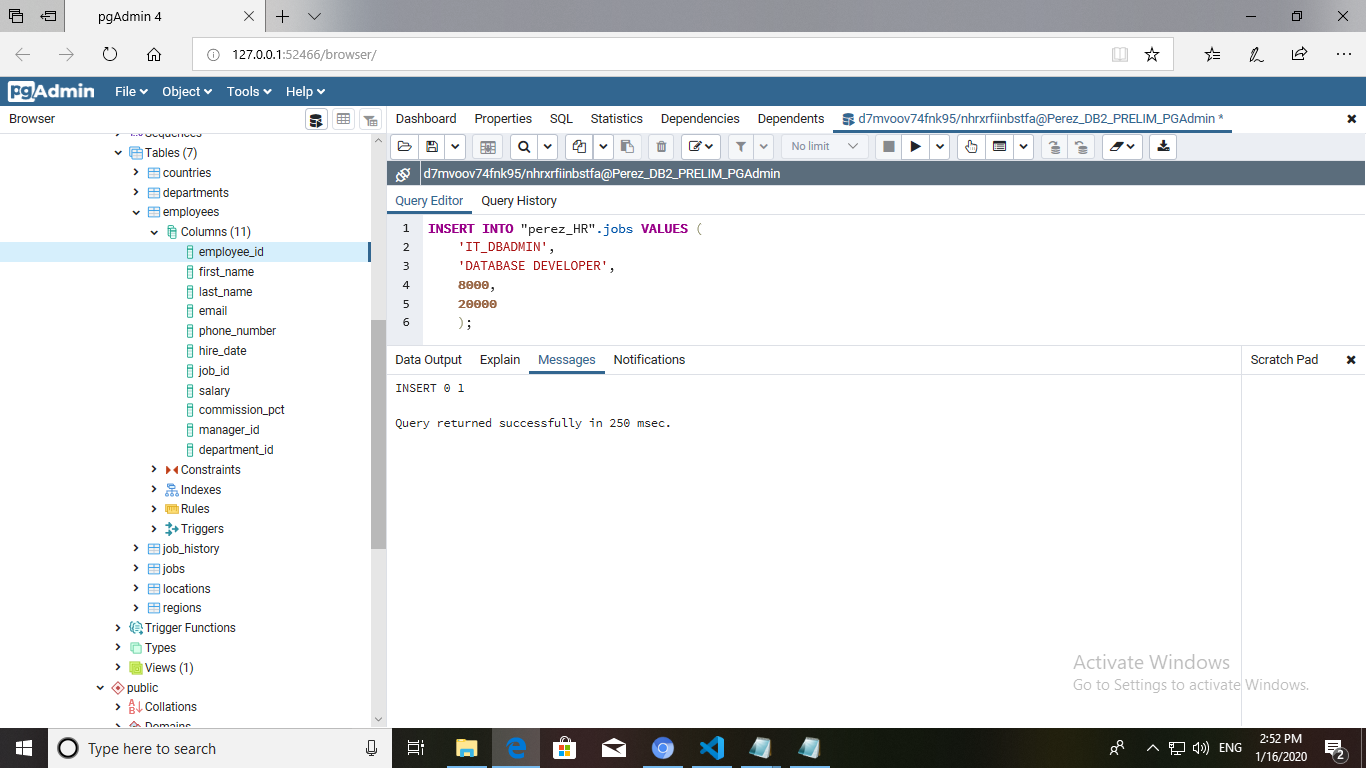 pgAdmin 4
127.0.0.1:52466/browser/
pgAdmin File Object Tools Help
Browser
Dashboard Properties SQL Statistics Dependencies Dependents d7mvoov74fnk95/nhrxrfiinbstfa@Perez_DB2_PRELIM_PGAdmin *
No limit
d7mvoov74fnk95/nhrxrfiinbstfa@Perez_DB2_PRELIM_PGAdmin
Sequences
Tables (7)
countries
departments
employees
Columns (11)
employee_id
first_name
last_name
email
phone_number
hire_date
job_id
salary
commission_pct
manager_id
department_id
Constraints
Indexes
Rules
Triggers
job_history
jobs
locations
regions
Trigger Functions
Types
Views (1)
public
Collations
Domains
Query Editor Query History
1 INSERT INTO "perez_HR".jobs VALUES (
2 'IT_DBADMIN',
3 'DATABASE DEVELOPER',
4 8000,
5 20000
6 );
Data Output Explain Messages Notifications
Scratch Pad
INSERT 0 1
Query returned successfully in 250 msec.
Activate Windows
Go to Settings to activate Windows.
Type here to search
ENG
2:52 PM
1/16/2020
2